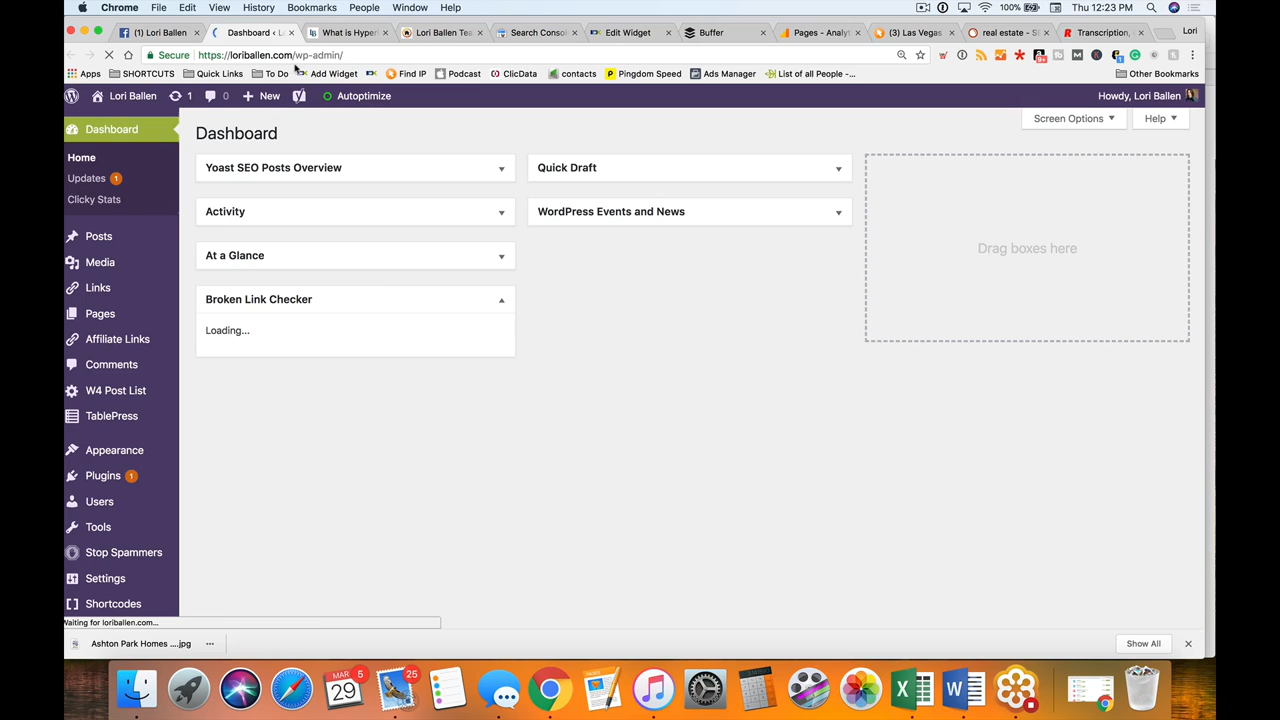 Chrome File Edit View History Bookmarks People Window Help 100% Thu 12:23 PM
(1) Lori Ballen Dashboard ‹ L What is Hyperl Lori Ballen Tea Search Consol Edit Widget Buffer Pages - Analyt (3) Las Vegas real estate - Sl Transcription, Lori
Secure https://loriballen.com/wp-admin/
Apps SHORTCUTS Quick Links To Do Add Widget Find IP Podcast ClicData contacts Pingdom Speed Ads Manager List of all People -... Other Bookmarks
Lori Ballen 1 0 New Autoptimize Howdy, Lori Ballen
Screen Options Help
Dashboard
Home
Updates 1
Clicky Stats
Posts
Media
Links
Pages
Affiliate Links
Comments
W4 Post List
TablePress
Appearance
Plugins 1
Users
Tools
Stop Spammers
Settings
Shortcodes
Dashboard
Yoast SEO Posts Overview
Activity
At a Glance
Broken Link Checker
Loading...
Quick Draft
WordPress Events and News
Drag boxes here
Waiting for loriballen.com...
Ashton Park Homes ....jpg Show All
MAR 5
29
25